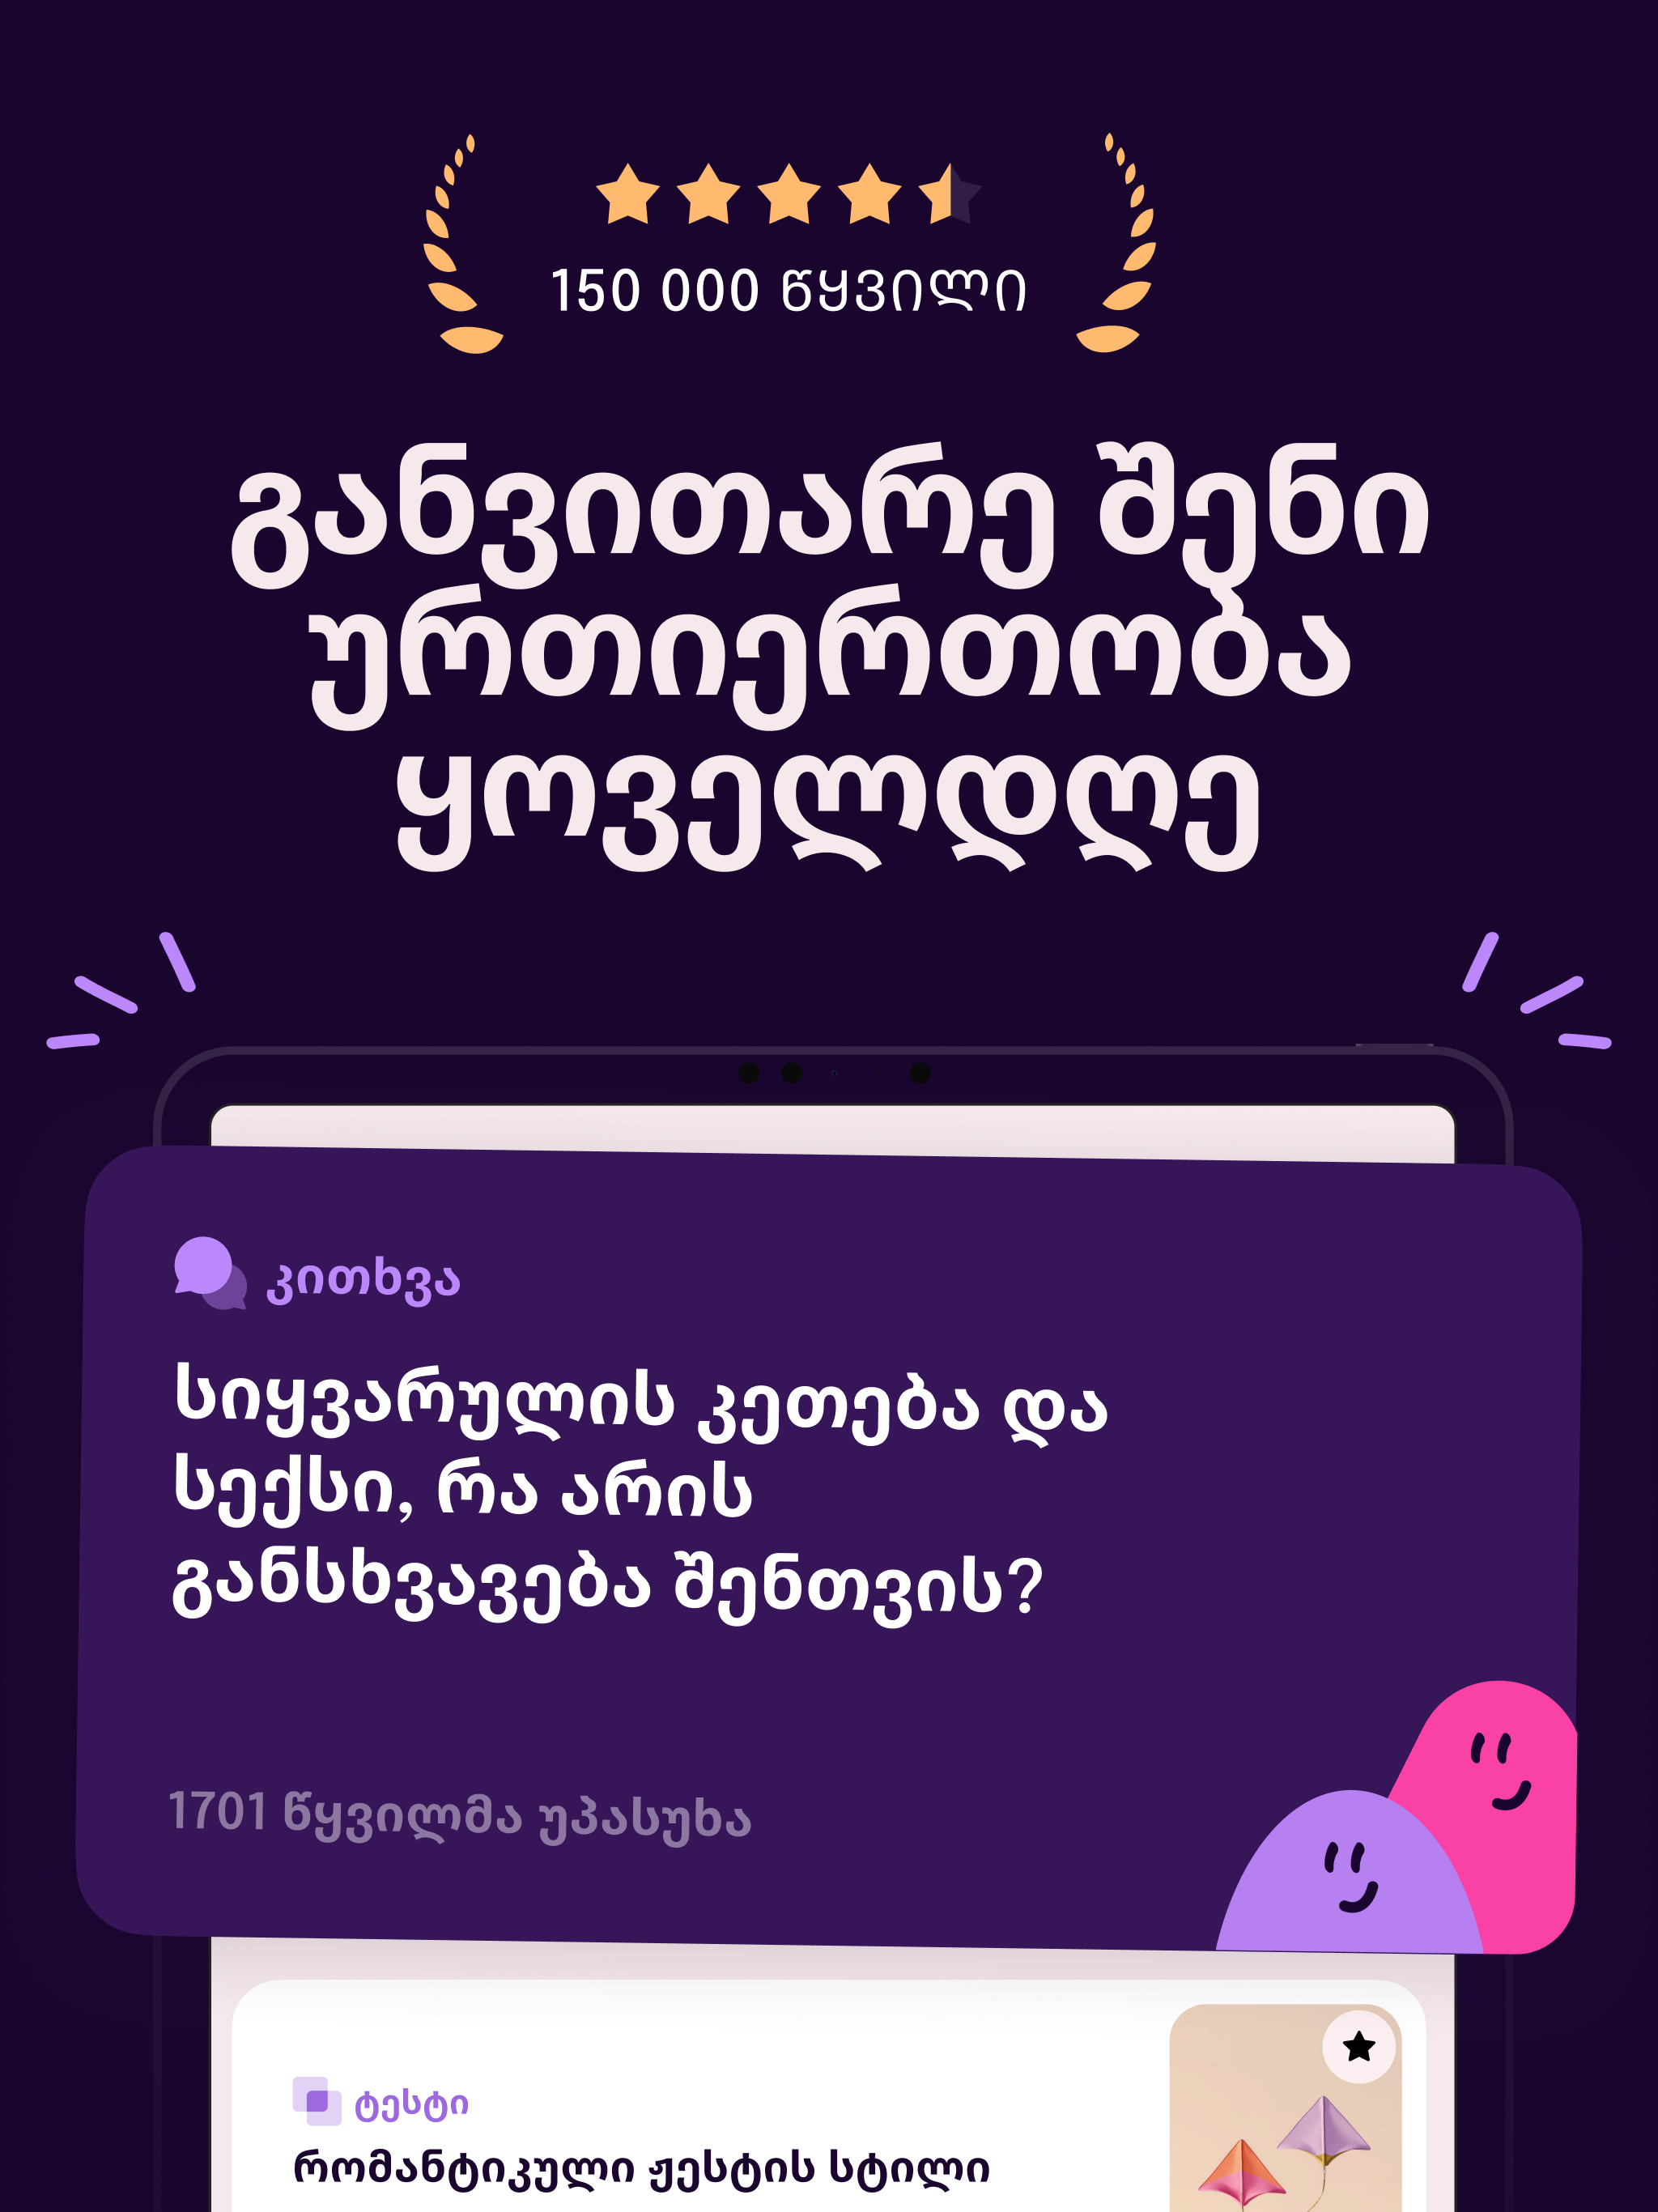 150 000 წყვილი
განვითარე შენი
ურთიერთობა
ყოველდღე
კითხვა
სიყვარულის კეთება და
სექსი, რა არის
განსხვავება შენთვის?
1701 წყვილმა უპასუხა
ტესტი
რომანტიკული ჟესტის სტილი